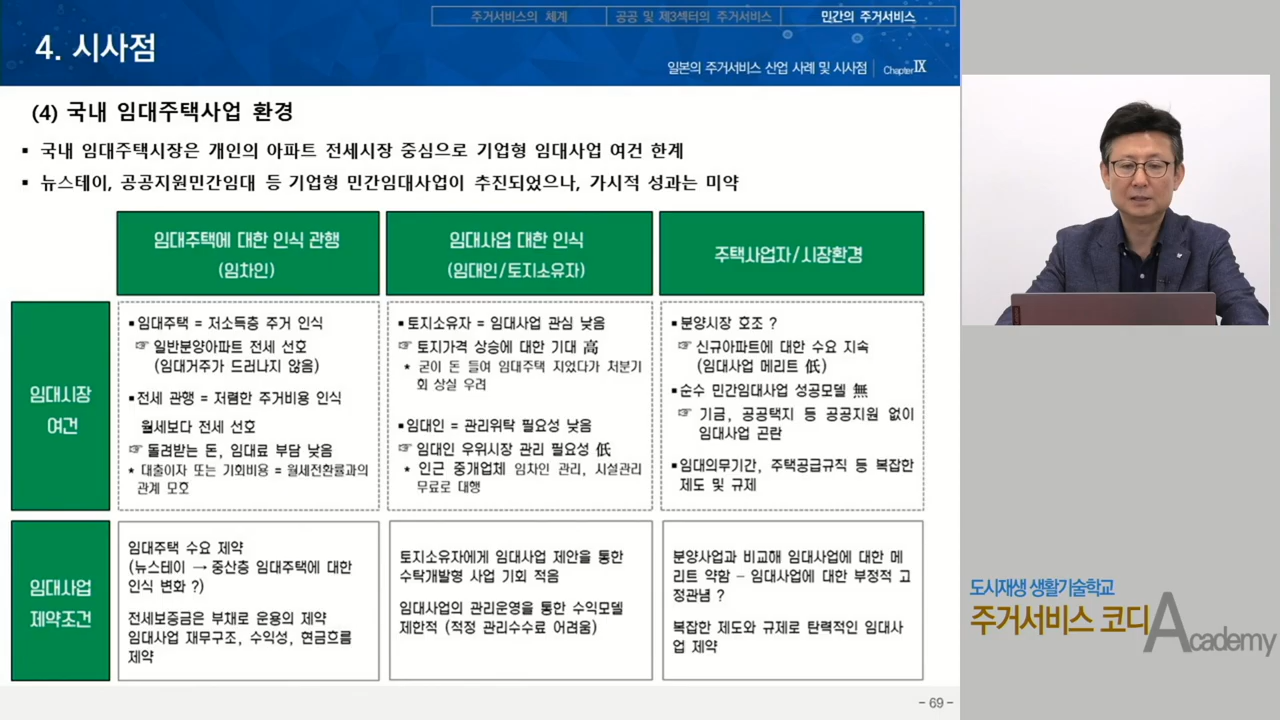 주거서비스의 체계
공공 및 제3섹터의 주거서비스
민간의 주거서비스
4. 시사점
일본의 주거서비스 산업 사례 및 시사점
Chapter Ⅸ
(4) 국내 임대주택사업 환경
▪ 국내 임대주택시장은 개인의 아파트 전세시장 중심으로 기업형 임대사업 여건 한계
▪ 뉴스테이, 공공지원민간임대 등 기업형 민간임대사업이 추진되었으나, 가시적 성과는 미약
임대주택에 대한 인식 관행
(임차인)
임대사업 대한 인식
(임대인/토지소유자)
주택사업자/시장환경
임대시장
여건
▪임대주택 = 저소득층 주거 인식
☞ 일반분양아파트 전세 선호
(임대거주가 드러나지 않음)
▪전세 관행 = 저렴한 주거비용 인식
월세보다 전세 선호
☞ 돌려받는 돈, 임대료 부담 낮음
* 대출이자 또는 기회비용 = 월세전환률과의
관계 모호
▪토지소유자 = 임대사업 관심 낮음
☞ 토지가격 상승에 대한 기대 高
* 굳이 돈 들여 임대주택 지었다가 처분기
회 상실 우려
▪임대인 = 관리위탁 필요성 낮음
☞ 임대인 우위시장 관리 필요성 低
* 인근 중개업체 임차인 관리, 시설관리
무료로 대행
▪분양시장 호조 ?
☞ 신규아파트에 대한 수요 지속
(임대사업 메리트 低)
▪순수 민간임대사업 성공모델 無
☞ 기금, 공공택지 등 공공지원 없이
임대사업 곤란
▪임대의무기간, 주택공급규칙 등 복잡한
제도 및 규제
임대사업
제약조건
임대주택 수요 제약
(뉴스테이 → 중산층 임대주택에 대한
인식 변화 ?)
전세보증금은 부채로 운용의 제약
임대사업 재무구조, 수익성, 현금흐름
제약
토지소유자에게 임대사업 제안을 통한
수탁개발형 사업 기회 적음
임대사업의 관리운영을 통한 수익모델
제한적 (적정 관리수수료 어려움)
분양사업과 비교해 임대사업에 대한 메
리트 약함 – 임대사업에 대한 부정적 고
정관념 ?
복잡한 제도와 규제로 탄력적인 임대사
업 제약
- 69 -
도시재생 생활기술학교
주거서비스 코디 Academy